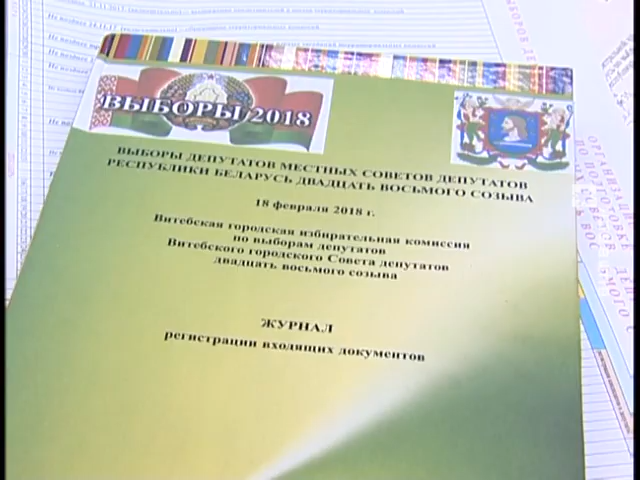 ВЫБОРЫ 2018
ВЫБОРЫ ДЕПУТАТОВ МЕСТНЫХ СОВЕТОВ ДЕПУТАТОВ
РЕСПУБЛИКИ БЕЛАРУСЬ ДВАДЦАТЬ ВОСЬМОГО СОЗЫВА
18 февраля 2018 г.
Витебская городская избирательная комиссия
по выборам депутатов
Витебского городского Совета депутатов
двадцать восьмого созыва
ЖУРНАЛ
регистрации входящих документов